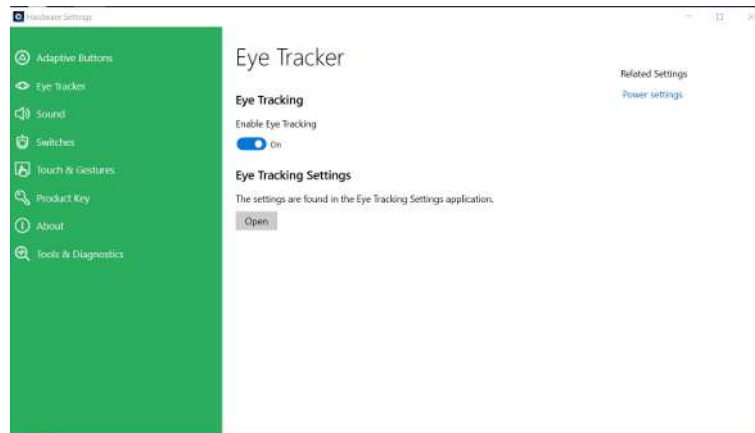 Hardware Settings
Adaptive Buttons
Eye Tracker
Sound
Switches
Touch & Gestures
Product Key
About
Tools & Diagnostics
Eye Tracker
Eye Tracking
Enable Eye Tracking
On
Eye Tracking Settings
The settings are found in the Eye Tracking Settings application.
Open
Related Settings
Power settings